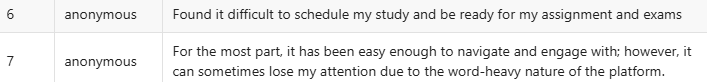 6 anonymous Found it difficult to schedule my study and be ready for my assignment and exams
For the most part, it has been easy enough to navigate and engage with; however, it
7 anonymous
can sometimes lose my attention due to the word-heavy nature of the platform.